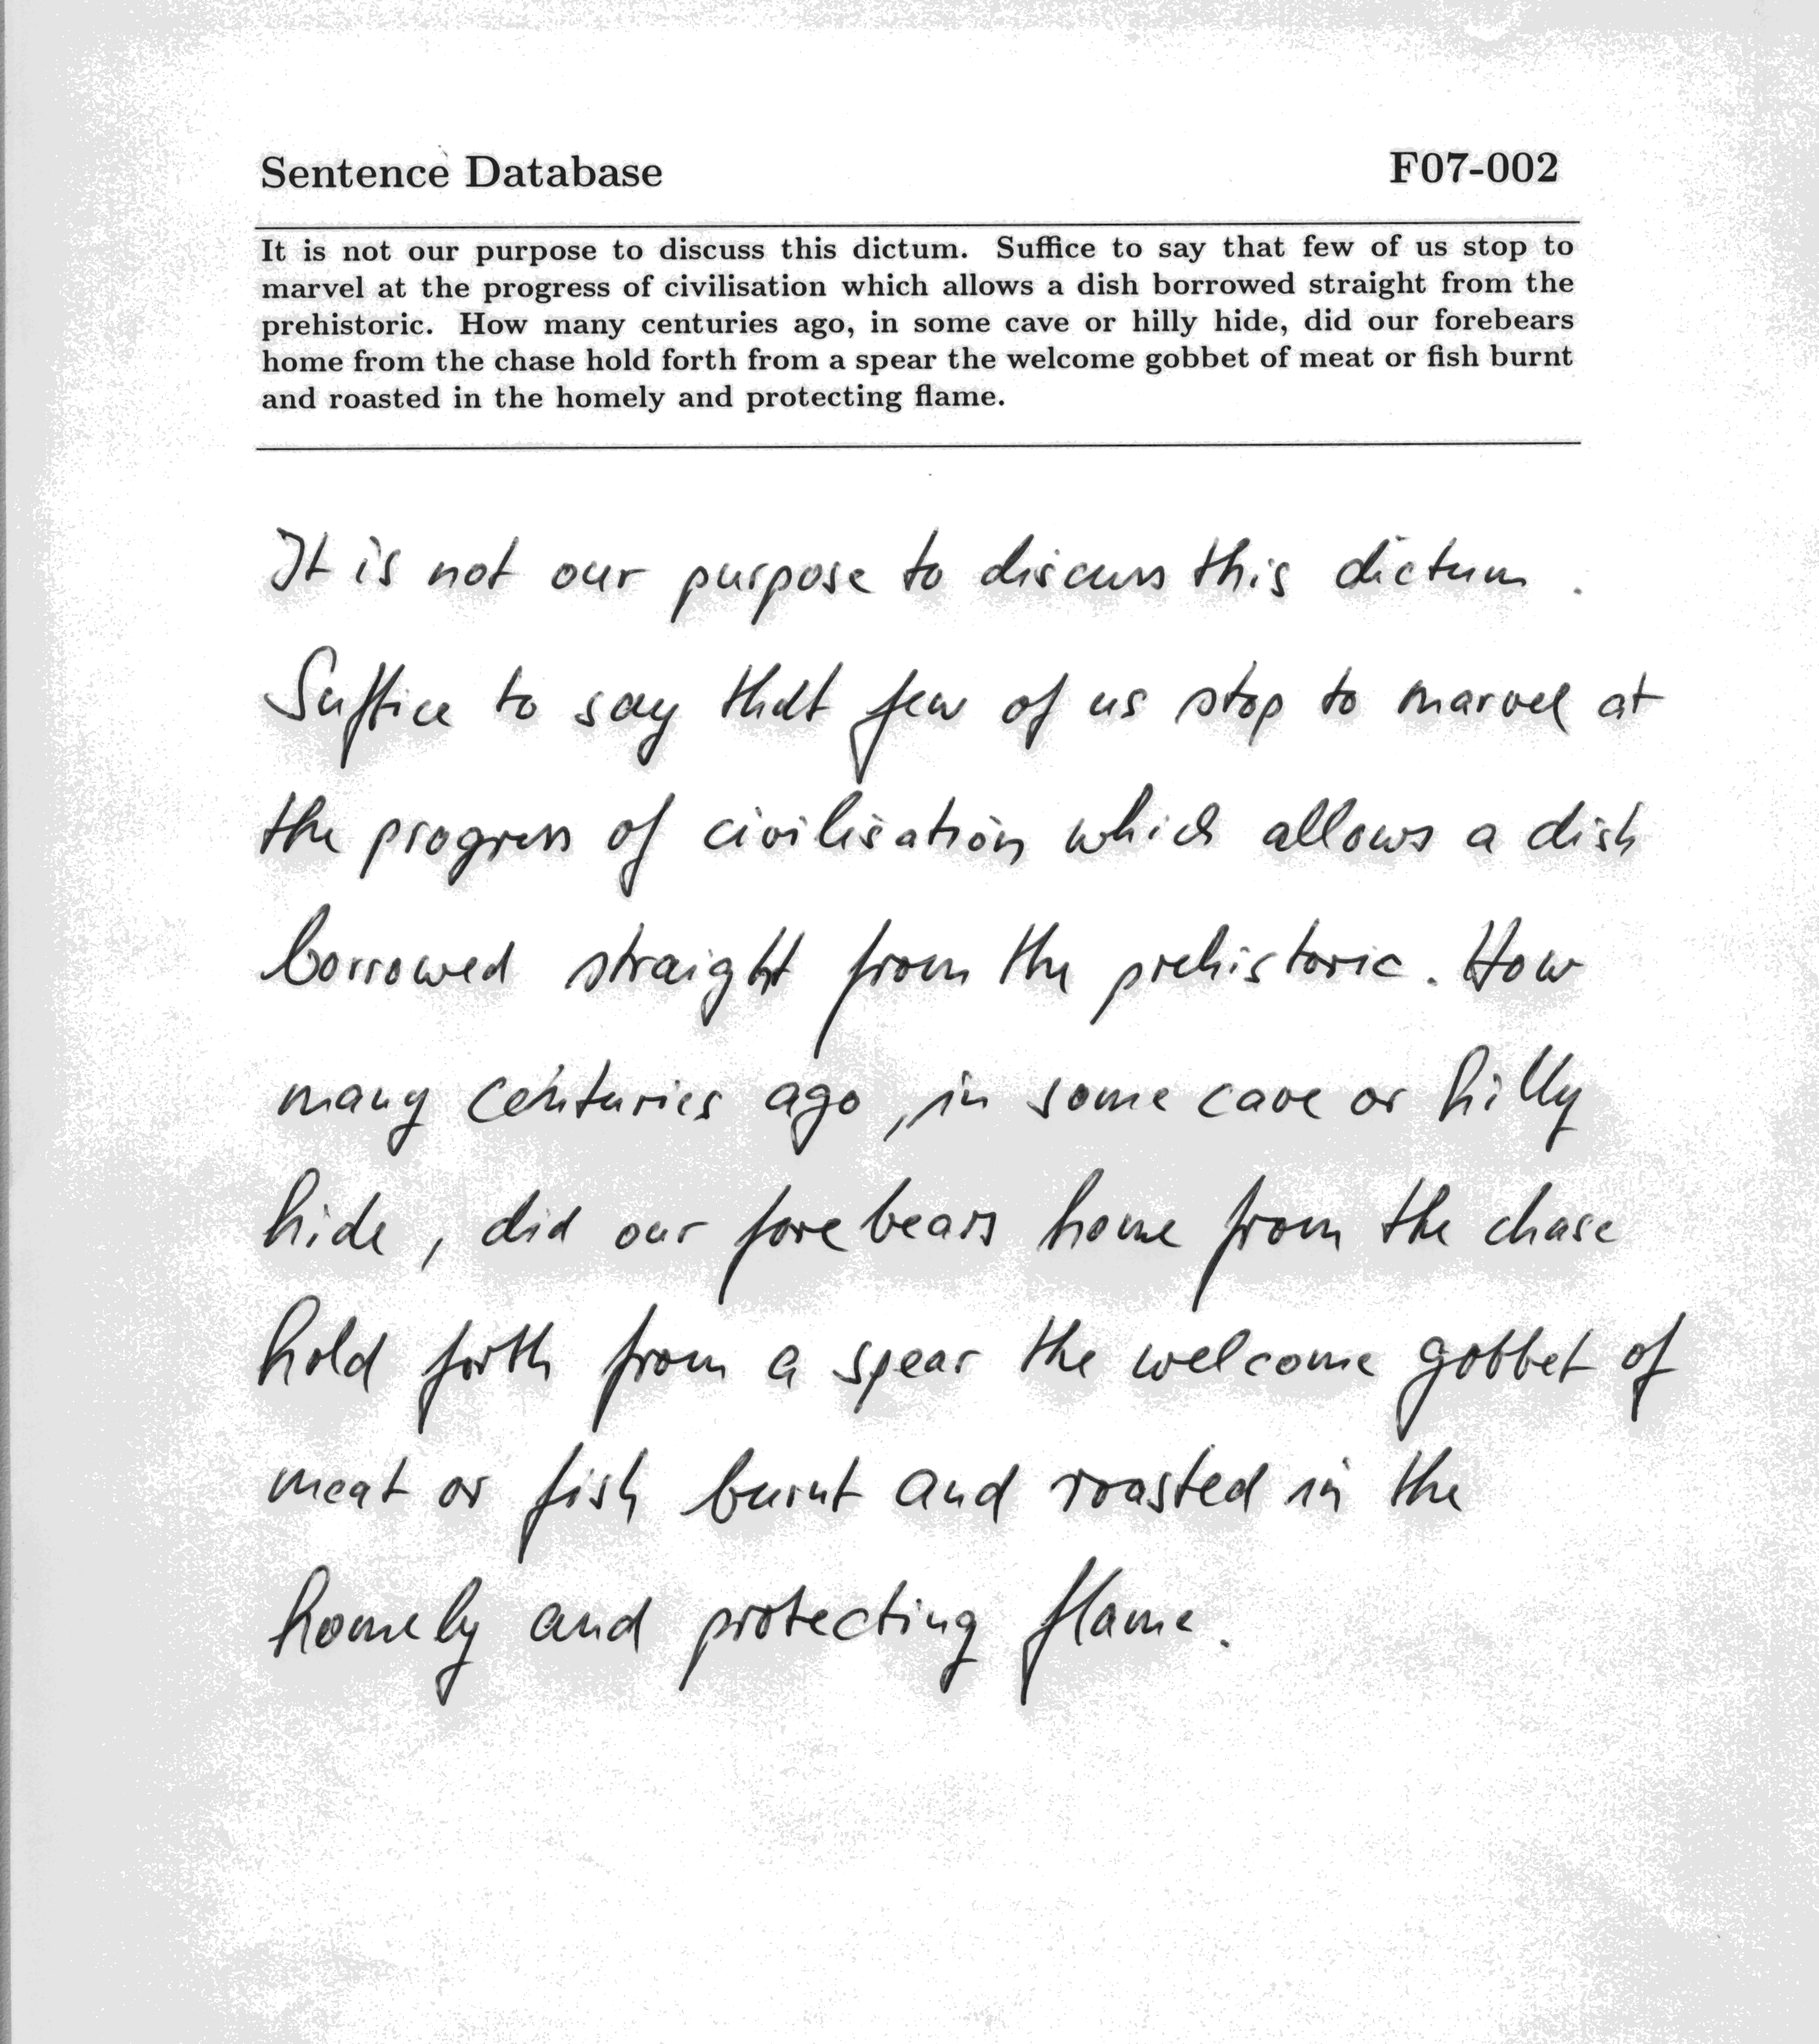 Sentence Database F07-002
It is not our purpose to discuss this dictum. Suffice to say that few of us stop to
marvel at the progress of civilisation which allows a dish borrowed straight from the
prehistoric. How many centuries ago, in some cave or hilly hide, did our forebears
home from the chase hold forth from a spear the welcome gobbet of meat or fish burnt
and roasted in the homely and protecting flame.
It is not our purpose to discuss this dictum .
Suffice to say that few of us stop to marvel at
the progress of civilisation which allows a dish
borrowed straight from the prehistoric. How
many centuries ago, in some cave or hilly
hide, did our forebears home from the chase
hold forth from a spear the welcome gobbet of
meat or fish burnt and roasted in the
homely and protecting flame.